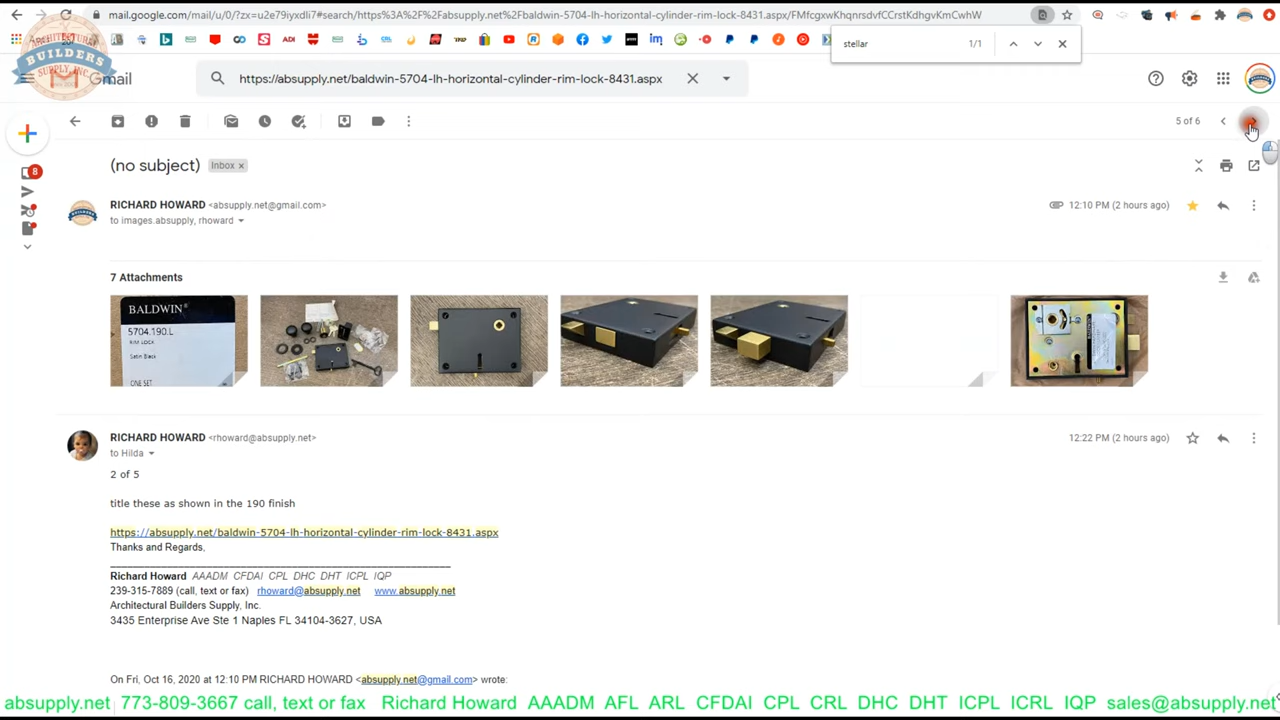 mail.google.com/mail/u/0/?zx=u2e79iyxdli7#search/https%3A%2F%2Fabsupply.net%2Fbaldwin-5704-lh-horizontal-cylinder-rim-lock-8431.aspx/FMfcgxwKhqnrsdvfCCrstKdhgvKmCwhW
stellar 1/1
ARCHITECTURAL
BUILDERS
SUPPLY, INC.
Gmail
https://absupply.net/baldwin-5704-lh-horizontal-cylinder-rim-lock-8431.aspx
5 of 6
(no subject) Inbox x
8
RICHARD HOWARD <absupply.net@gmail.com> 12:10 PM (2 hours ago)
to images.absupply, rhoward
7 Attachments
BALDWIN®
5704.190.L
RIM LOCK
Satin Black
ONE SET
RICHARD HOWARD <rhoward@absupply.net> 12:22 PM (2 hours ago)
to Hilda
2 of 5
title these as shown in the 190 finish
https://absupply.net/baldwin-5704-lh-horizontal-cylinder-rim-lock-8431.aspx
Thanks and Regards,
Richard Howard AAADM CFDAI CPL DHC DHT ICPL IQP
239-315-7889 (call, text or fax) rhoward@absupply.net www.absupply.net
Architectural Builders Supply, Inc.
3435 Enterprise Ave Ste 1 Naples FL 34104-3627, USA
On Fri, Oct 16, 2020 at 12:10 PM RICHARD HOWARD <absupply.net@gmail.com> wrote:
absupply.net 773-809-3667 call, text or fax Richard Howard AAADM AFL ARL CFDAI CPL CRL DHC DHT ICPL ICRL IQP sales@absupply.net